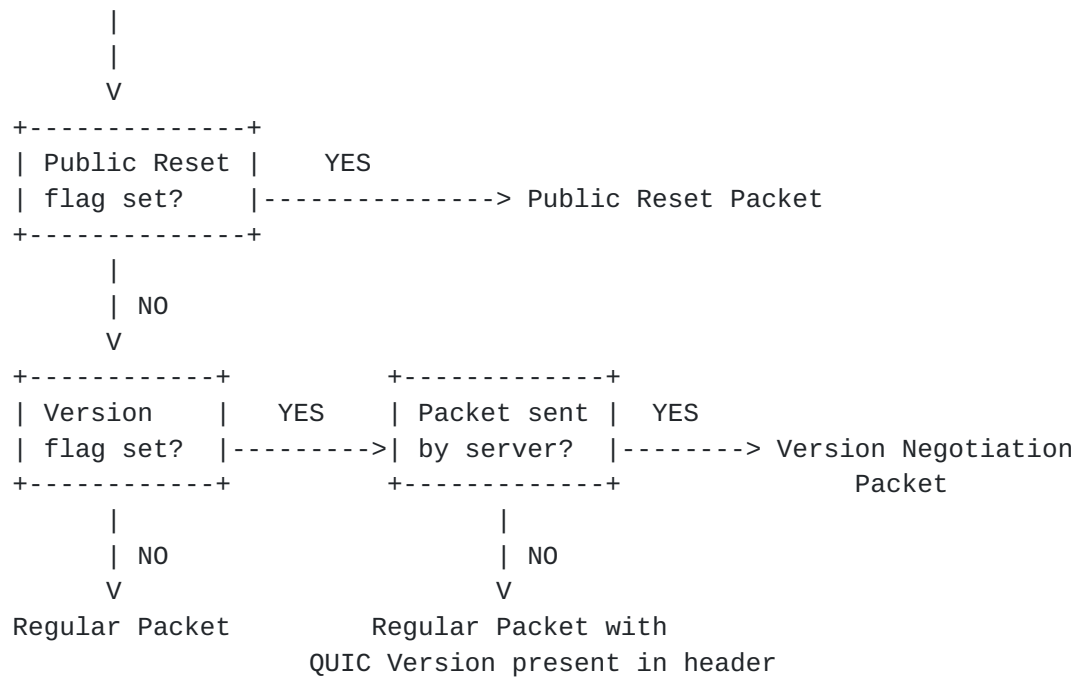 |
     |
     V
+--------------+
| Public Reset |    YES
| flag set?    |---------------> Public Reset Packet
+--------------+
      |
      | NO
      V
+------------+          +-------------+
| Version    |   YES    | Packet sent |  YES
| flag set?  |--------->| by server?  |--------> Version Negotiation
+------------+          +-------------+               Packet
      |                        |
      | NO                     | NO
      V                        V
Regular Packet         Regular Packet with
                   QUIC Version present in header